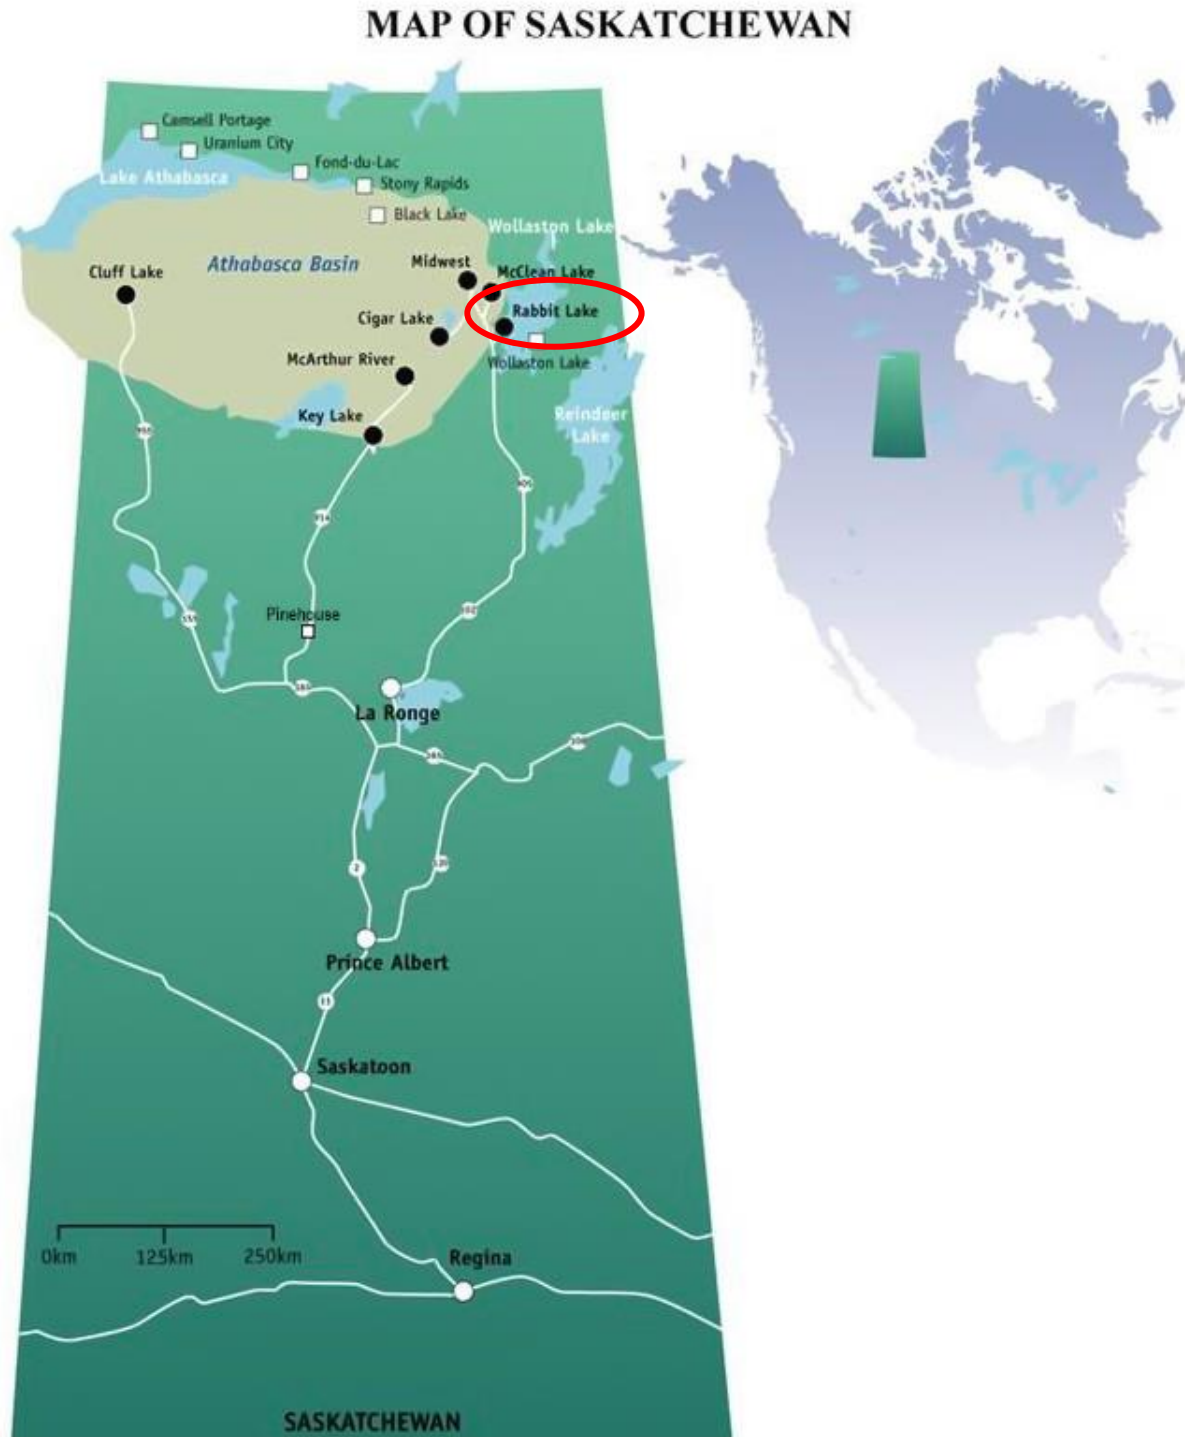 MAP OF SASKATCHEWAN
Camsell Portage
Uranium City
Fond-du-Lac
Lake Athabasca
Stony Rapids
Black Lake
Wollaston Lake
Athabasca Basin
Midwest
Cluff Lake
McClean Lake
Rabbit Lake
Cigar Lake
McArthur River
Wollaston Lake
Key Lake
Reindeer
Lake
Pinehouse
La Ronge
2
Prince Albert
11
Saskatoon
0km
125km
250km
Regina
SASKATCHEWAN